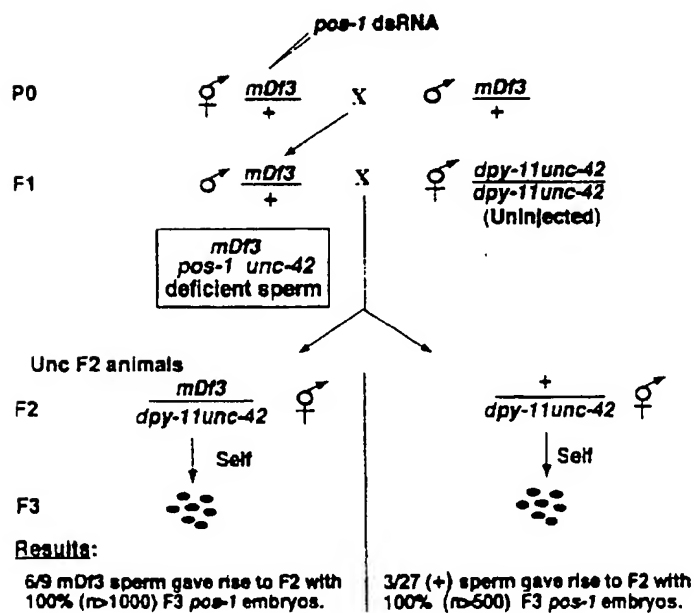 pos-1 dsRNA
P0
mDf3
+
X
mDf3
+
F1
mDf3
+
X
dpy-11unc-42
dpy-11unc-42
(Uninjected)
mDf3
pos-1 unc-42
deficient sperm
Unc F2 animals
F2
mDf3
dpy-11unc-42
+
dpy-11unc-42
Self
Self
F3
Results:
6/9 mDf3 sperm gave rise to F2 with
100% (n>1000) F3 pos-1 embryos.
3/27 (+) sperm gave rise to F2 with
100% (n>500) F3 pos-1 embryos.